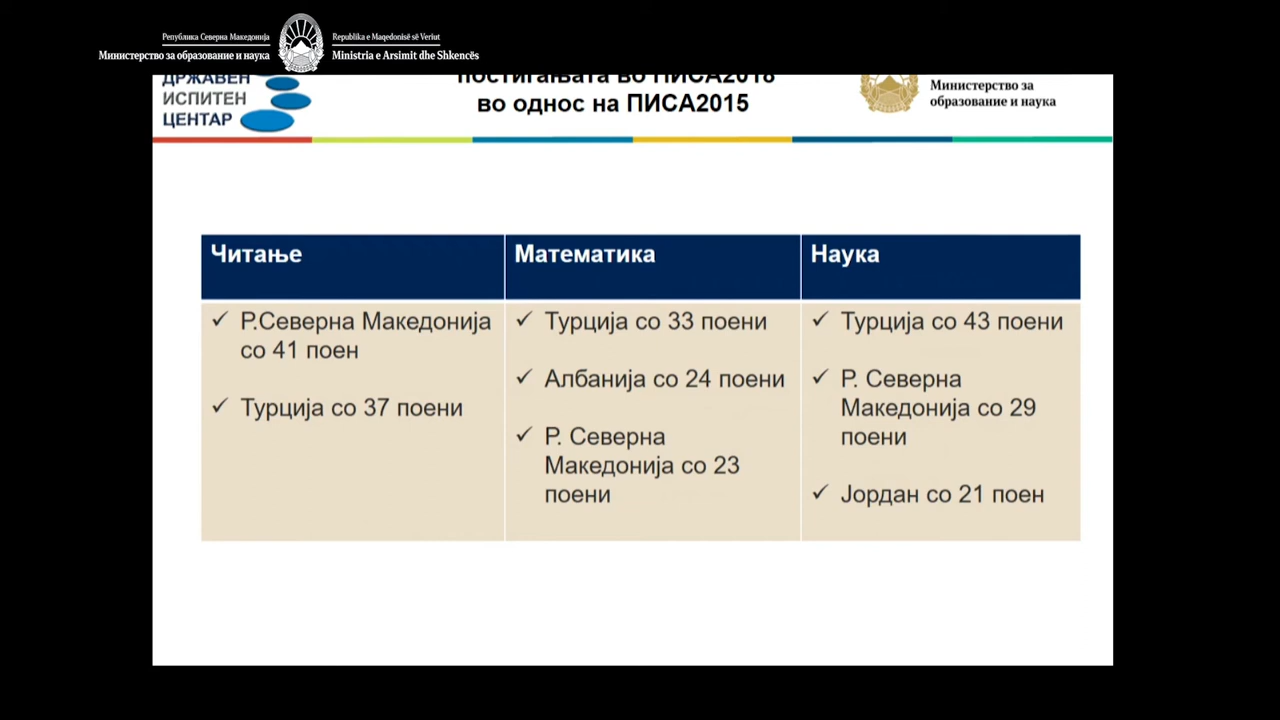 Република Северна Македонија
Министерство за образование и наука
Republika e Maqedonisë së Veriut
Ministria e Arsimit dhe Shkencës
ДРЖАВЕН
ИСПИТЕН
ЦЕНТАР
постигањата во ПИСА2018
во однос на ПИСА2015
Министерство за
образование и наука
Читање
Математика
Наука
✓ Р.Северна Македонија
со 41 поен
✓ Турција со 37 поени
✓ Турција со 33 поени
✓ Албанија со 24 поени
✓ Р. Северна
Македонија со 23
поени
✓ Турција со 43 поени
✓ Р. Северна
Македонија со 29
поени
✓ Јордан со 21 поен